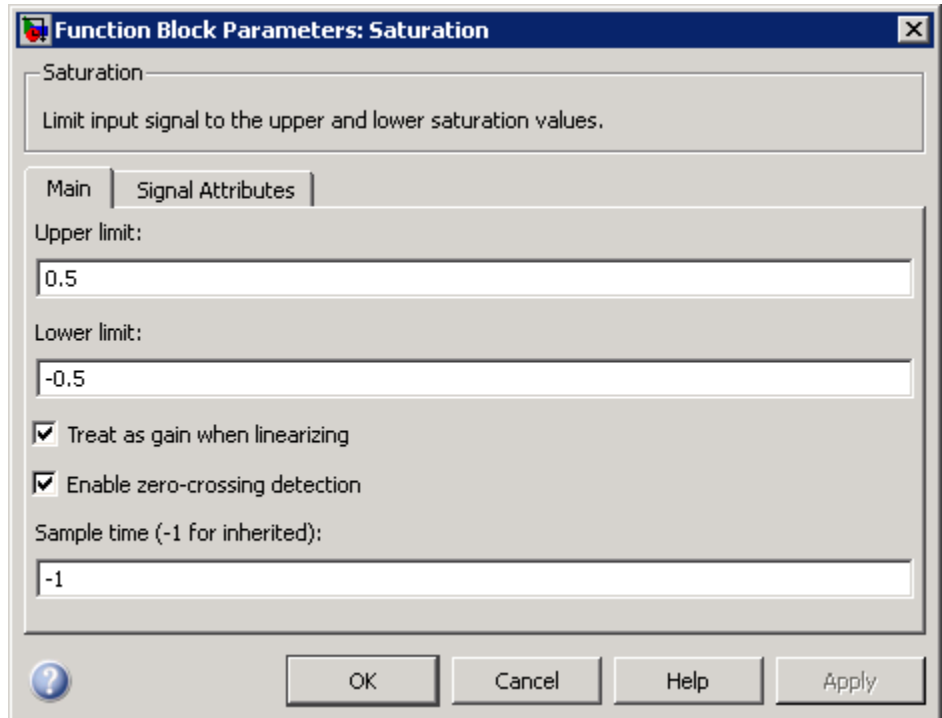 Function Block Parameters: Saturation
Saturation
Limit input signal to the upper and lower saturation values.
Main Signal Attributes
Upper limit:
0.5
Lower limit:
-0.5
Treat as gain when linearizing
Enable zero-crossing detection
Sample time (-1 for inherited):
-1
OK Cancel Help Apply